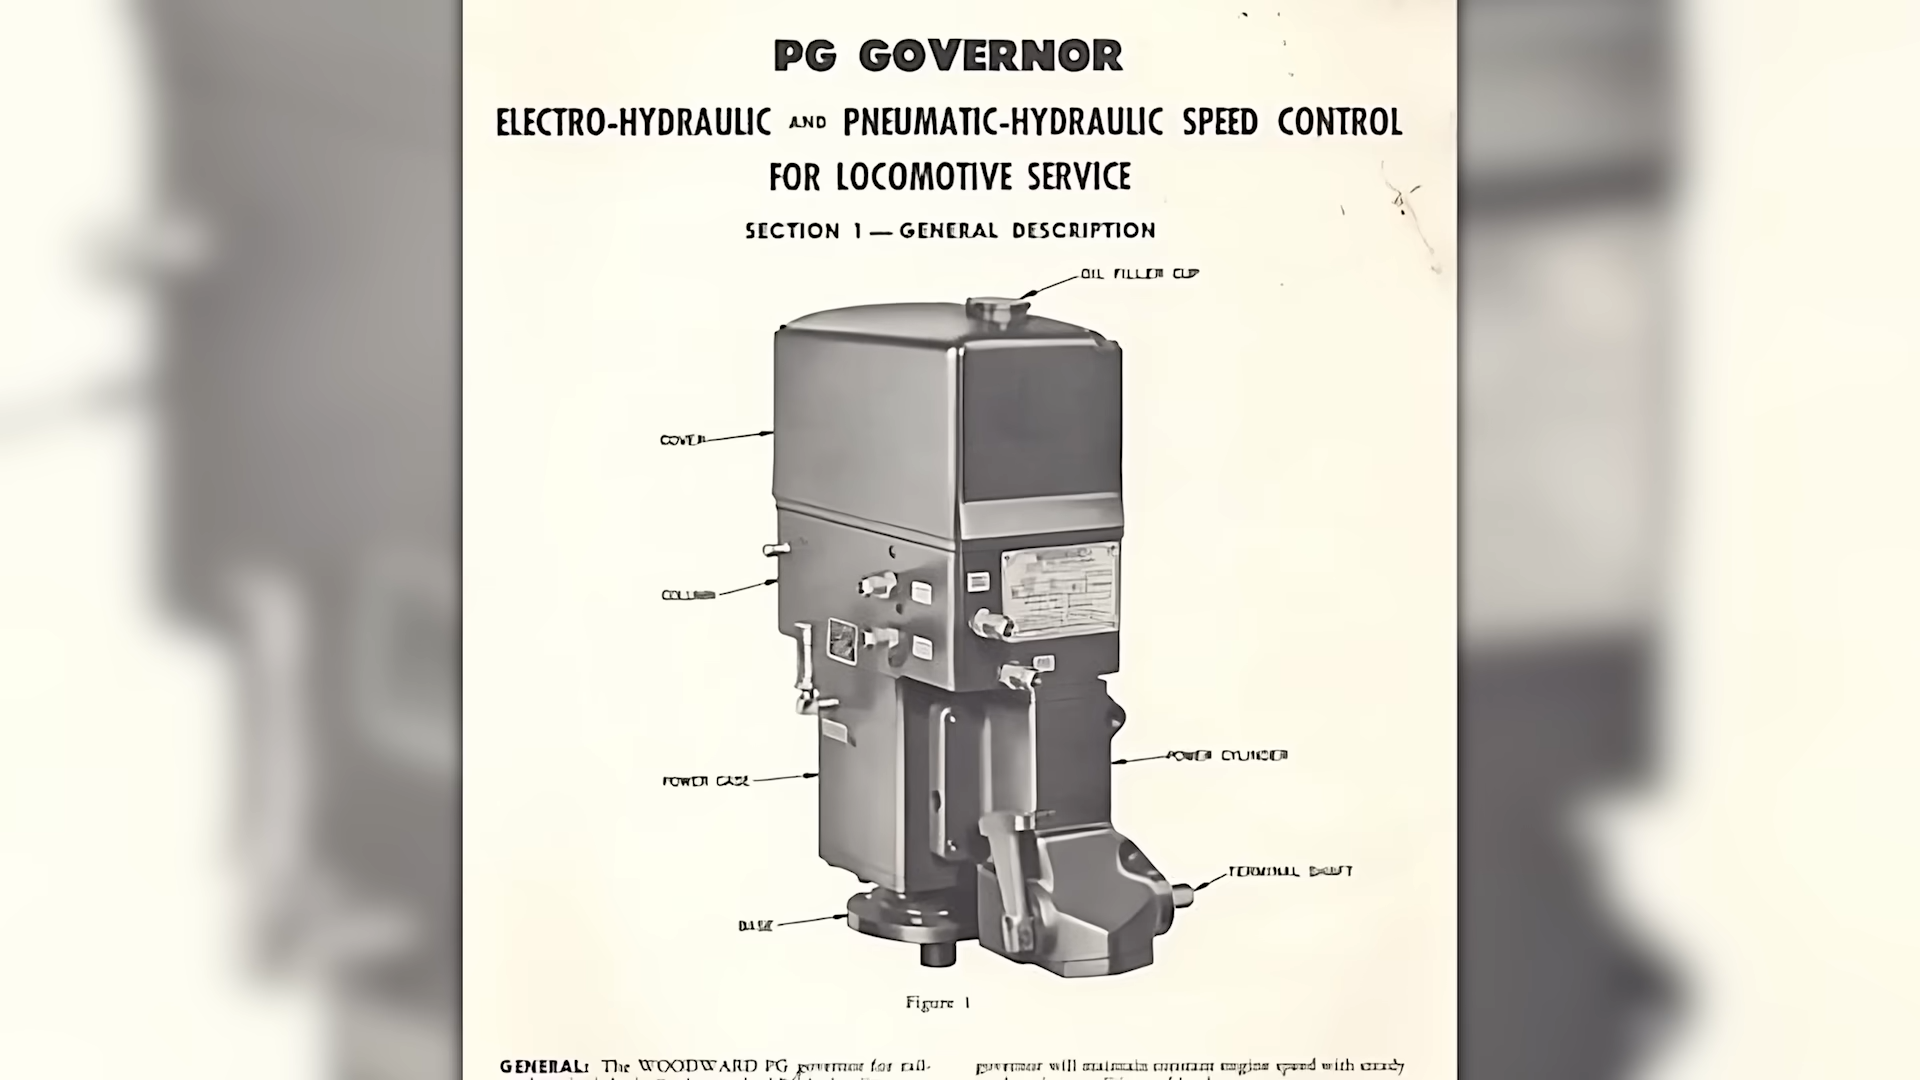 PG GOVERNOR
ELECTRO-HYDRAULIC AND PNEUMATIC-HYDRAULIC SPEED CONTROL
FOR LOCOMOTIVE SERVICE
SECTION 1 — GENERAL DESCRIPTION
OIL FILLER CUP
COVER
POWER CYLINDER
POWER CASE
TERMINAL SHAFT
BASE
Figure 1
GENERAL: The WOODWARD PG governor for rail-
governor will maintain constant engine speed with steady